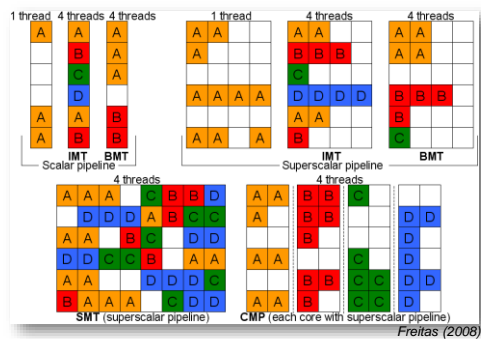 1 thread 4 threads 4 threads 1 thread 4 threads 4 threads
A A A A A A A A A
B A A B B B A A
C A C
D A A A A D D D D B B B
A A B A A B
A B B A A A B C
IMT BMT IMT BMT
Scalar pipeline Superscalar pipeline
4 threads 4 threads
A A A C B B D A A B B C
D D D A B C C A B B D D
A A B C D D B D
D D C C B A A A A C D
A A D D D C B B C C D D
B A A A C D D A A B C C D
SMT (superscalar pipeline) CMP (each core with superscalar pipeline)
Freitas (2008)